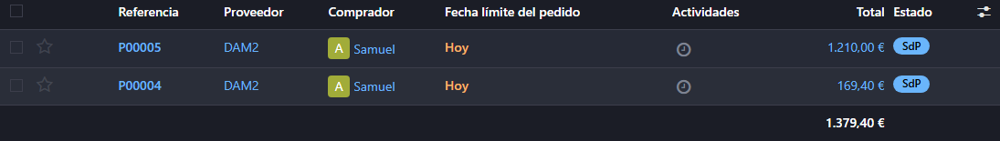 Referencia Proveedor Comprador Fecha límite del pedido Actividades Total Estado
P00005 DAM2 A Samuel Hoy 1.210,00 € SdP
P00004 DAM2 A Samuel Hoy 169,40 € SdP
1.379,40 €